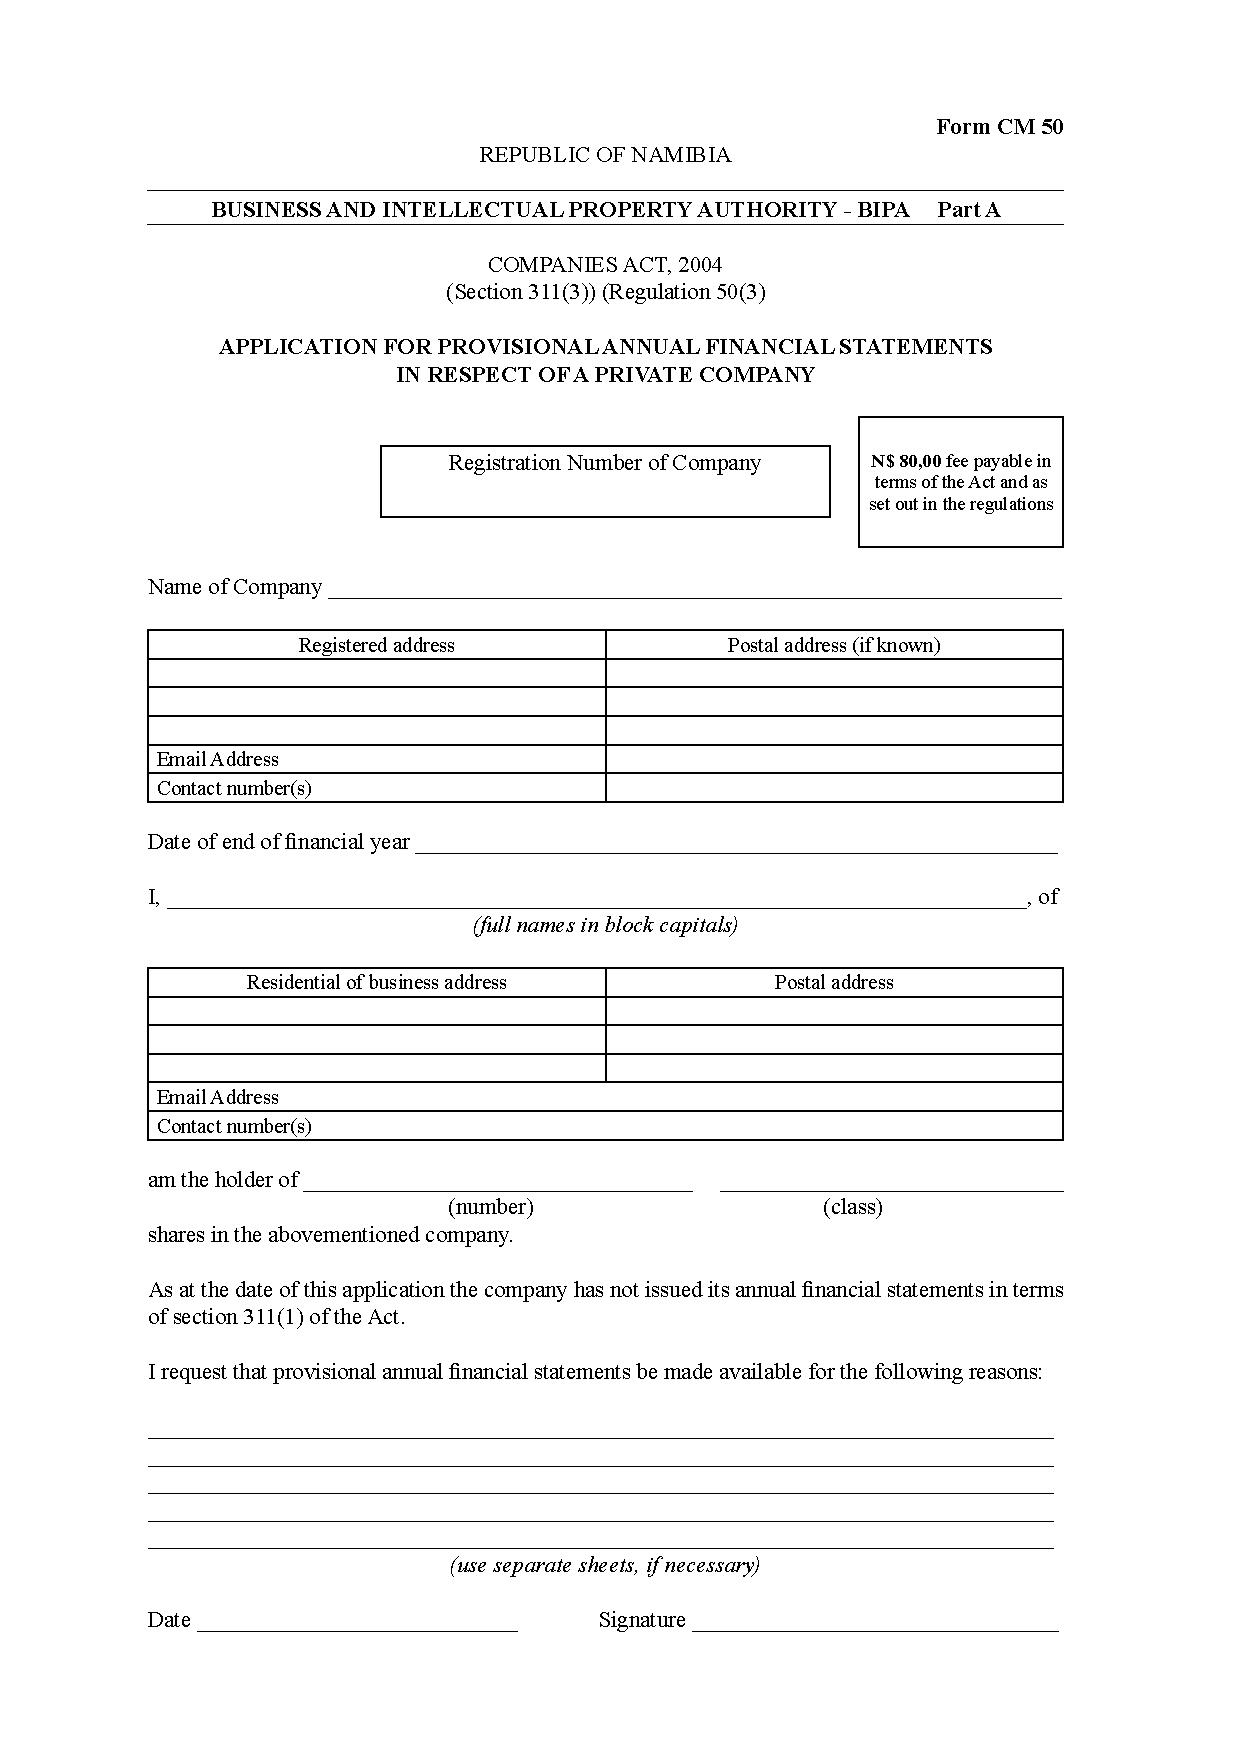 Form CM 50
REPUBLIC OF NAMIBIA
BUSINESS AND INTELLECTUAL PROPERTY AUTHORITY - BIPA Part A
COMPANIES ACT, 2004
(Section 311(3)) (Regulation 50(3)
APPLICATION FOR PROVISIONAL ANNUAL FINANCIAL STATEMENTS
IN RESPECT OF A PRIVATE COMPANY
Registration Number of Company
N$ 80,00 fee payable in
terms of the Act and as
set out in the regulations
Name of Company
Registered address Postal address (if known)
Email Address
Contact number(s)
Date of end of financial year
I, , of
(full names in block capitals)
Residential of business address Postal address
Email Address
Contact number(s)
am the holder of
(number) (class)
shares in the abovementioned company.
As at the date of this application the company has not issued its annual financial statements in terms
of section 311(1) of the Act.
I request that provisional annual financial statements be made available for the following reasons:
(use separate sheets, if necessary)
Date Signature